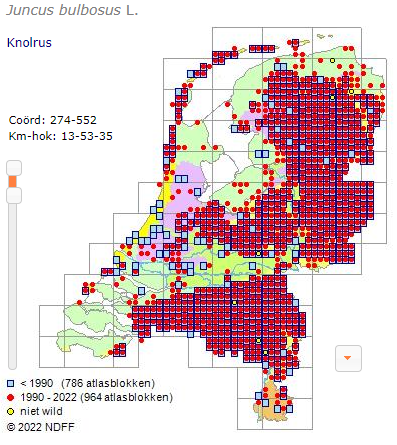 Juncus bulbosus L.
Knolrus
Coörd: 274-552
Km-hok: 13-53-35
< 1990 (786 atlasblokken)
1990 - 2022 (964 atlasblokken)
niet wild
© 2022 NDFF